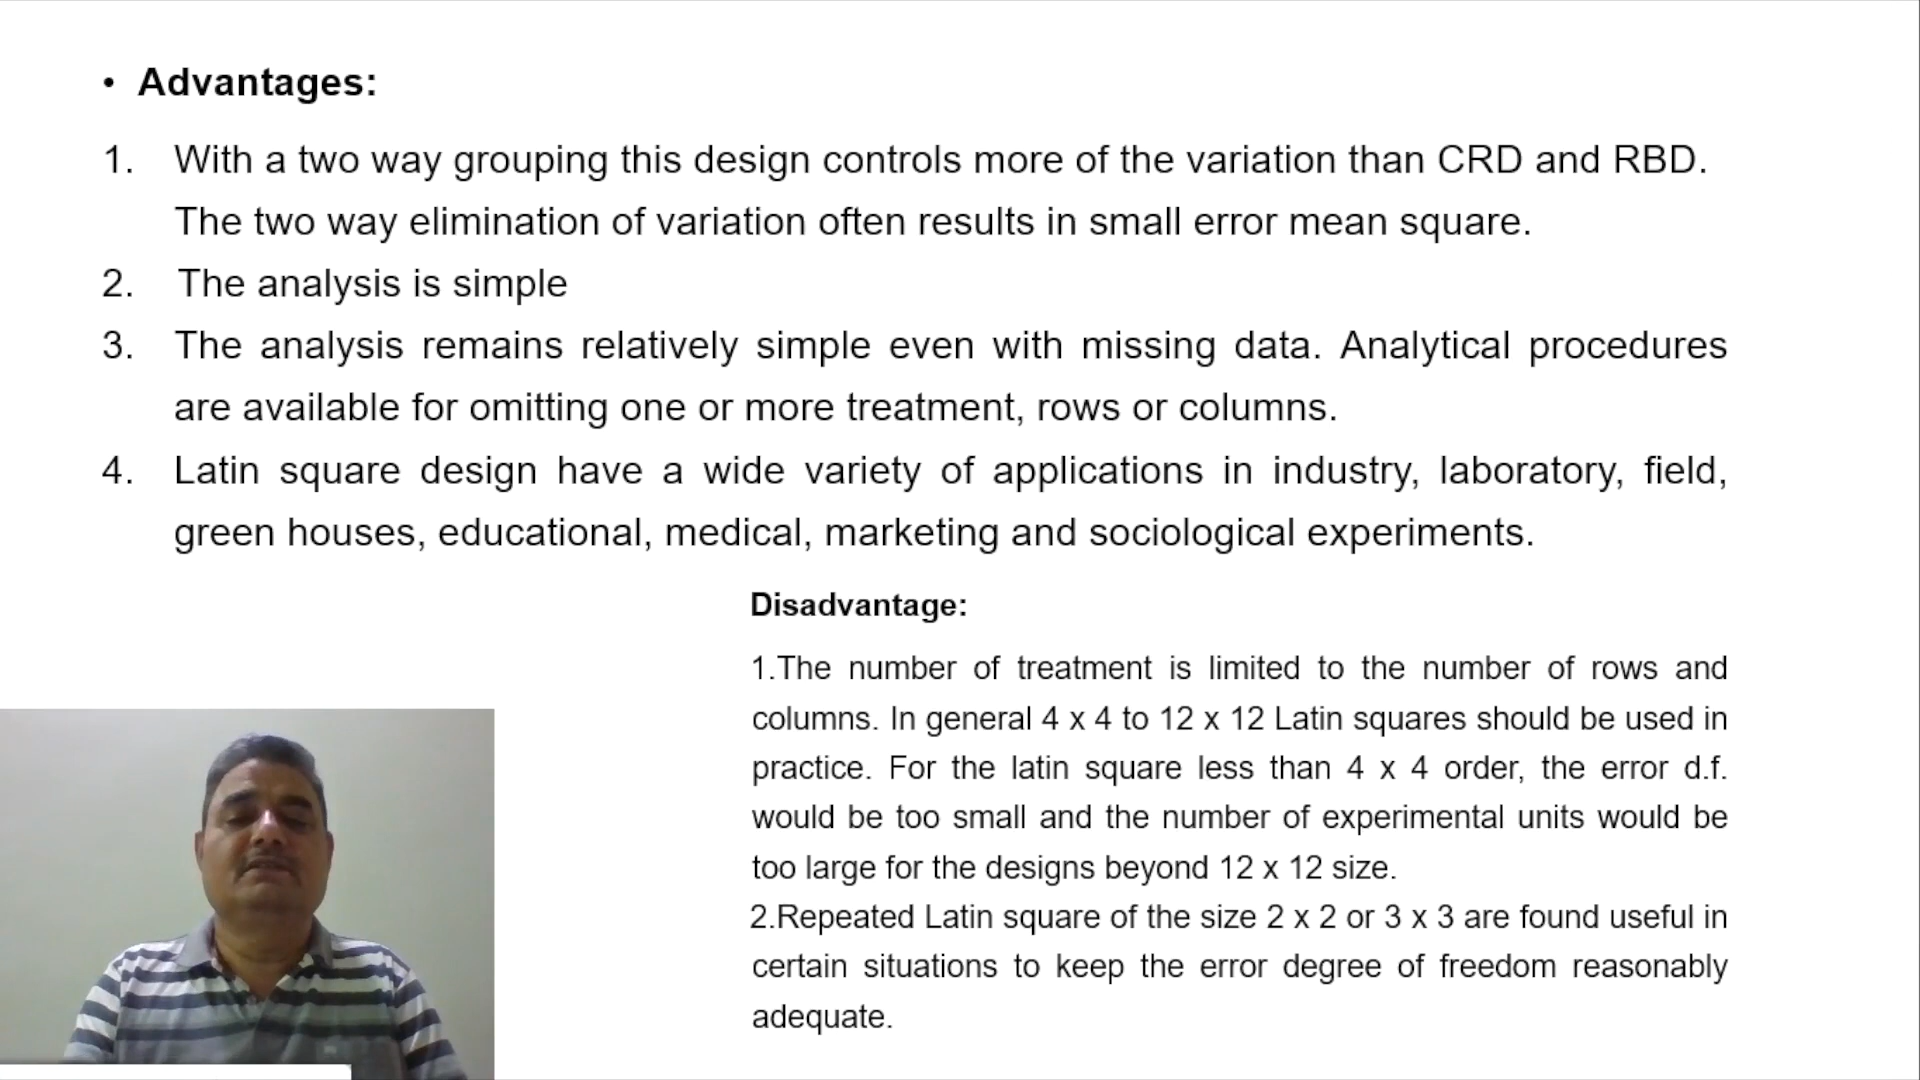 • Advantages:
1. With a two way grouping this design controls more of the variation than CRD and RBD.
The two way elimination of variation often results in small error mean square.
2. The analysis is simple
3. The analysis remains relatively simple even with missing data. Analytical procedures
are available for omitting one or more treatment, rows or columns.
4. Latin square design have a wide variety of applications in industry, laboratory, field,
green houses, educational, medical, marketing and sociological experiments.
Disadvantage:
1.The number of treatment is limited to the number of rows and
columns. In general 4 x 4 to 12 x 12 Latin squares should be used in
practice. For the latin square less than 4 x 4 order, the error d.f.
would be too small and the number of experimental units would be
too large for the designs beyond 12 x 12 size.
2.Repeated Latin square of the size 2 x 2 or 3 x 3 are found useful in
certain situations to keep the error degree of freedom reasonably
adequate.